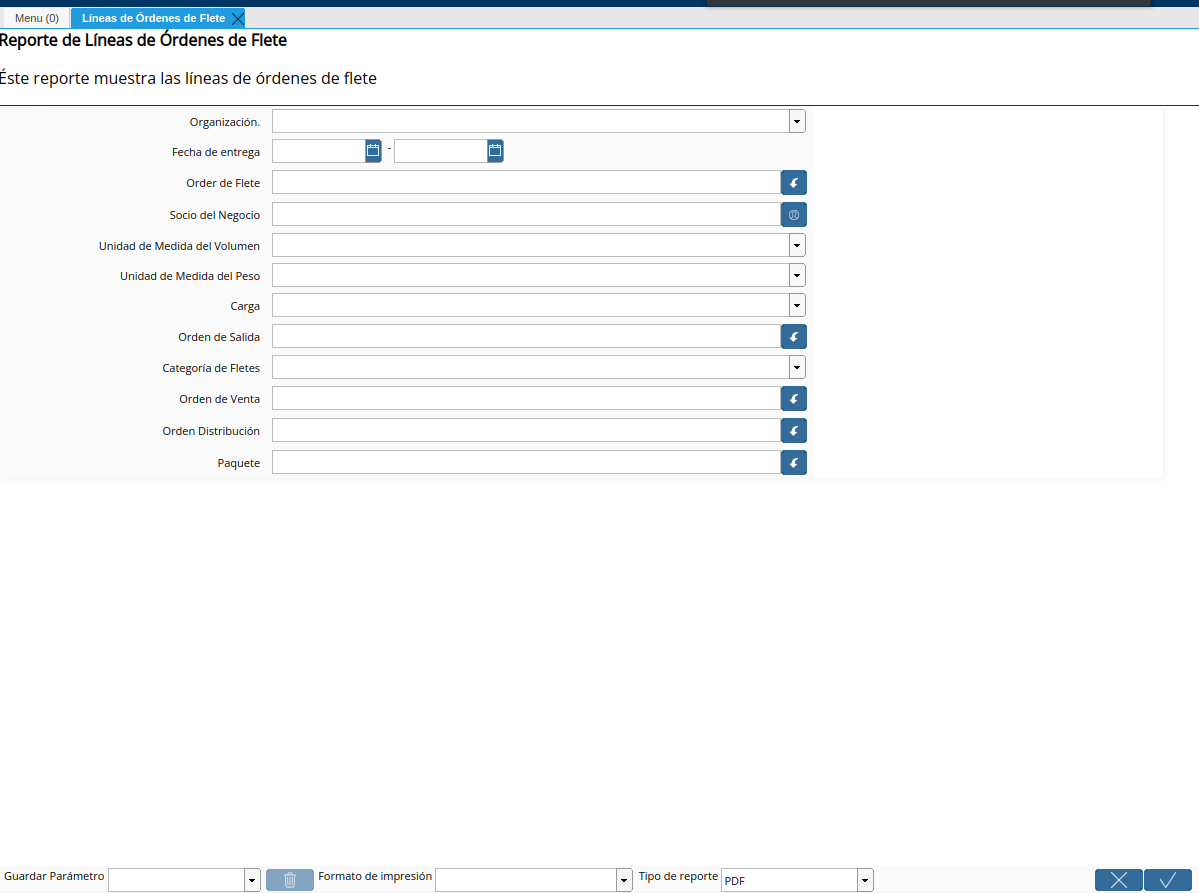 Menu (0) Líneas de Órdenes de Flete
Reporte de Líneas de Órdenes de Flete
Éste reporte muestra las líneas de órdenes de flete
Organización.
Fecha de entrega -
Order de Flete
Socio del Negocio
Unidad de Medida del Volumen
Unidad de Medida del Peso
Carga
Orden de Salida
Categoría de Fletes
Orden de Venta
Orden Distribución
Paquete
Guardar Parámetro Formato de impresión Tipo de reporte PDF